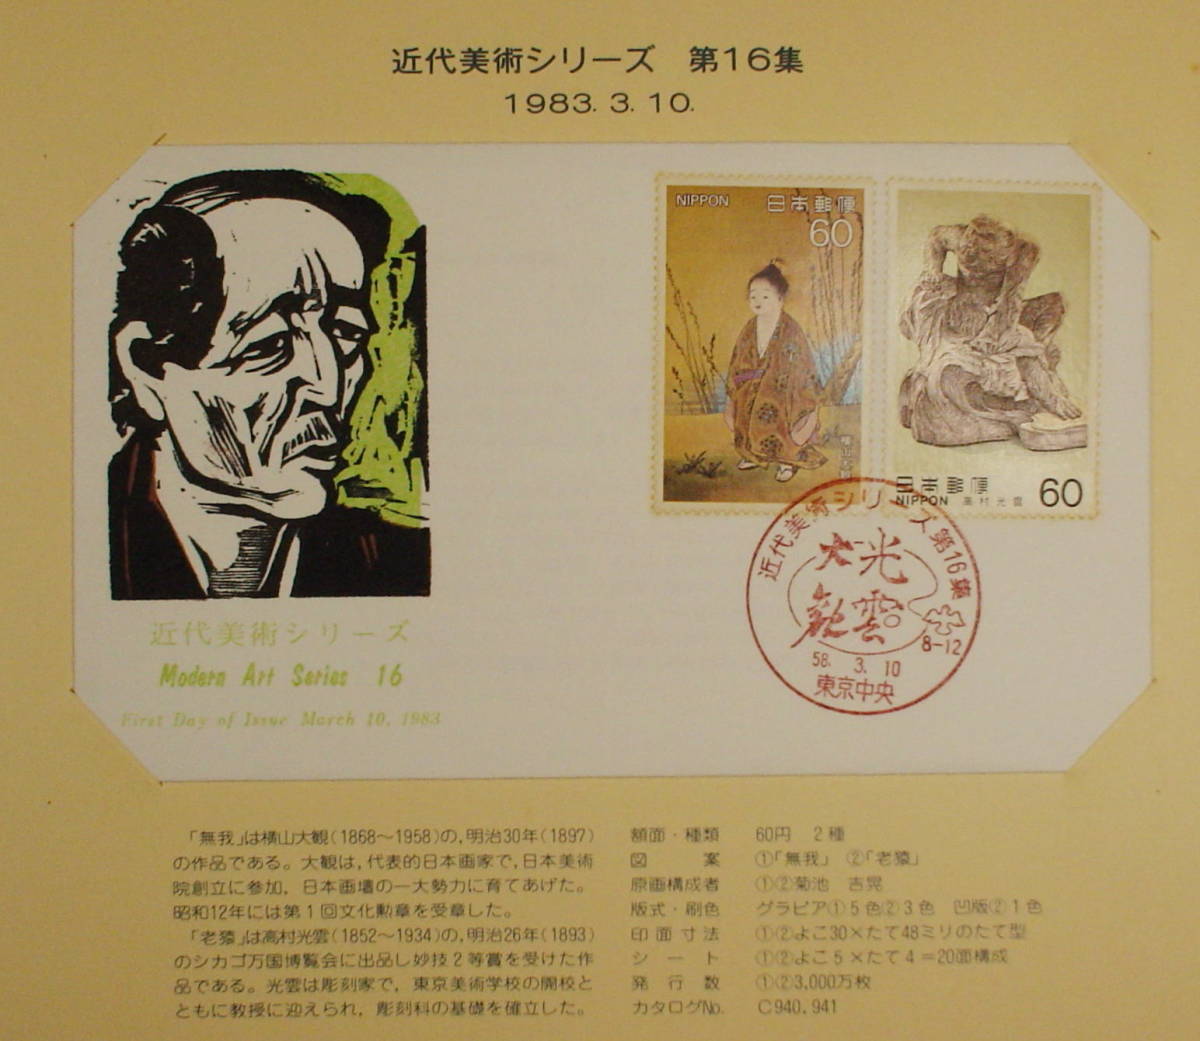 近代美術シリーズ 第16集
1983. 3. 10.
NIPPON 日本郵便
60
横山大観
日本郵便
NIPPON 高村光雲 60
近代美術シリーズ第16集
大光
観雲
8-12
58. 3. 10
東京中央
近代美術シリーズ
Modern Art Series 16
First Day of Issue March 10, 1983
「無我」は横山大観(1868〜1958)の,明治30年(1897)
の作品である。大観は,代表的日本画家で,日本美術
院創立に参加,日本画壇の一大勢力に育てあげた。
昭和12年には第1回文化勲章を受章した。
「老猿」は高村光雲(1852〜1934)の,明治26年(1893)
のシカゴ万国博覧会に出品し妙技2等賞を受けた作
品である。光雲は彫刻家で,東京美術学校の開校と
ともに教授に迎えられ,彫刻科の基礎を確立した。
額面・種類 60円 2種
図案 ①「無我」 ②「老猿」
原画構成者 ①②菊池 吉晃
版式・刷色 グラビア①5色②3色 凹版②1色
印面寸法 ①②よこ30×たて48ミリのたて型
シート ①②よこ5×たて4=20面構成
発行数 ①②3,000万枚
カタログNo. C940,941